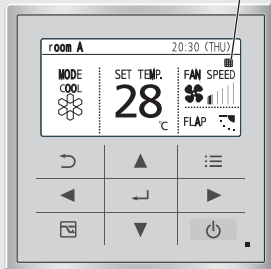 room A 20:30 (THU)
MODE SET TEMP. FAN SPEED
COOL
28
°C
FLAP